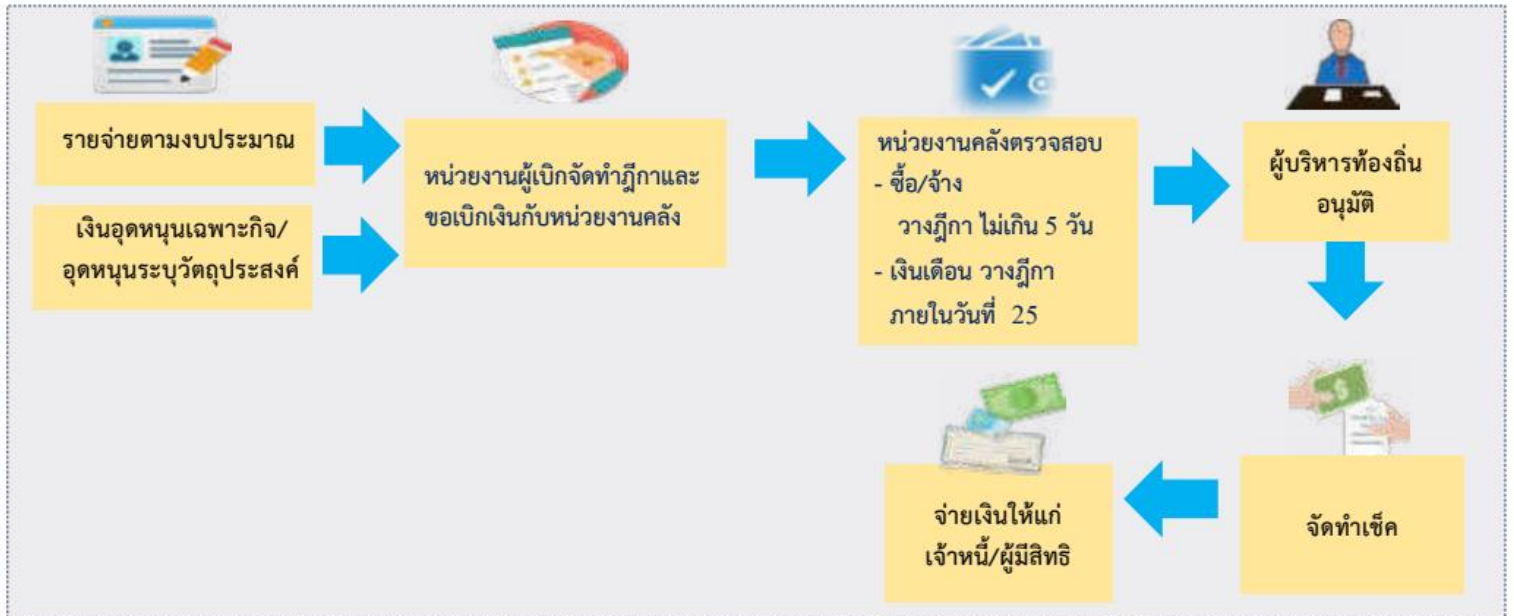 รายจ่ายตามงบประมาณ
เงินอุดหนุนเฉพาะกิจ/
อุดหนุนระบุวัตถุประสงค์
หน่วยงานผู้เบิกจัดทำฎีกาและ
ขอเบิกเงินกับหน่วยงานคลัง
หน่วยงานคลังตรวจสอบ
- ซื้อ/จ้าง
วางฎีกา ไม่เกิน 5 วัน
- เงินเดือน วางฎีกา
ภายในวันที่ 25
ผู้บริหารท้องถิ่น
อนุมัติ
จัดทำเช็ค
จ่ายเงินให้แก่
เจ้าหนี้/ผู้มีสิทธิ